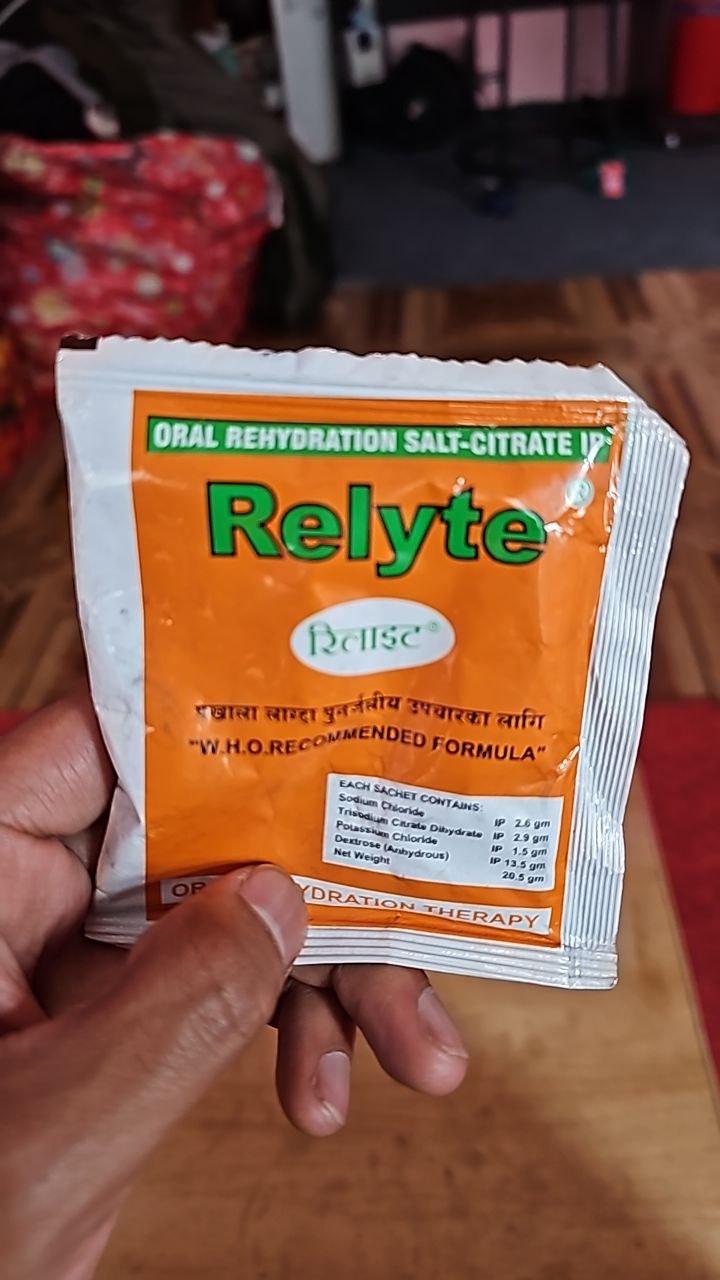 ORAL REHYDRATION SALT-CITRATE IP
Relyte®
रिलाइट®
पखाला लाग्दा पुनर्जलीय उपचारका लागि
"W.H.O.RECOMMENDED FORMULA"
EACH SACHET CONTAINS:
Sodium Chloride IP 2.6 gm
Trisodium Citrate Dihydrate IP 2.9 gm
Potassium Chloride IP 1.5 gm
Dextrose (Anhydrous) IP 13.5 gm
Net Weight 20.5 gm
THERAPY